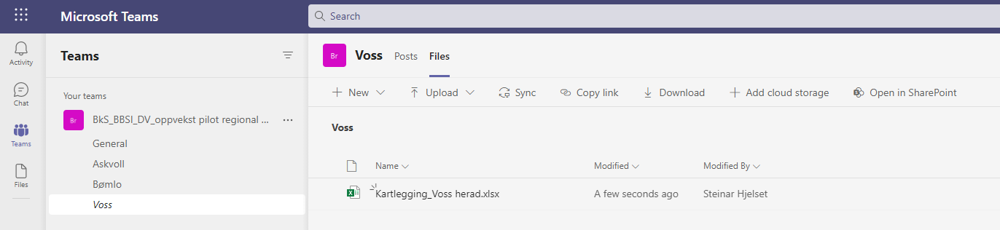 Microsoft Teams
Search
Activity
Chat
Teams
Files
Teams
Your teams
Br BkS_BBSI_DV_oppvekst pilot regional ...
General
Askvoll
Bømlo
Voss
Br Voss Posts Files
New Upload Sync Copy link Download Add cloud storage Open in SharePoint
Voss
Name Modified Modified By
Kartlegging_Voss herad.xlsx A few seconds ago Steinar Hjelset